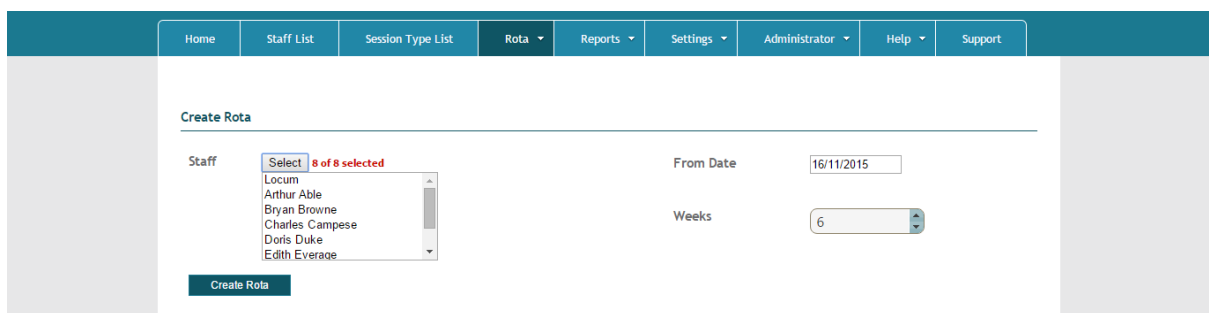 Home Staff List Session Type List Rota Reports Settings Administrator Help Support
Create Rota
Staff Select 8 of 8 selected From Date 16/11/2015
Locum
Arthur Able
Bryan Browne
Charles Campese
Doris Duke
Edith Everage
Weeks 6
Create Rota